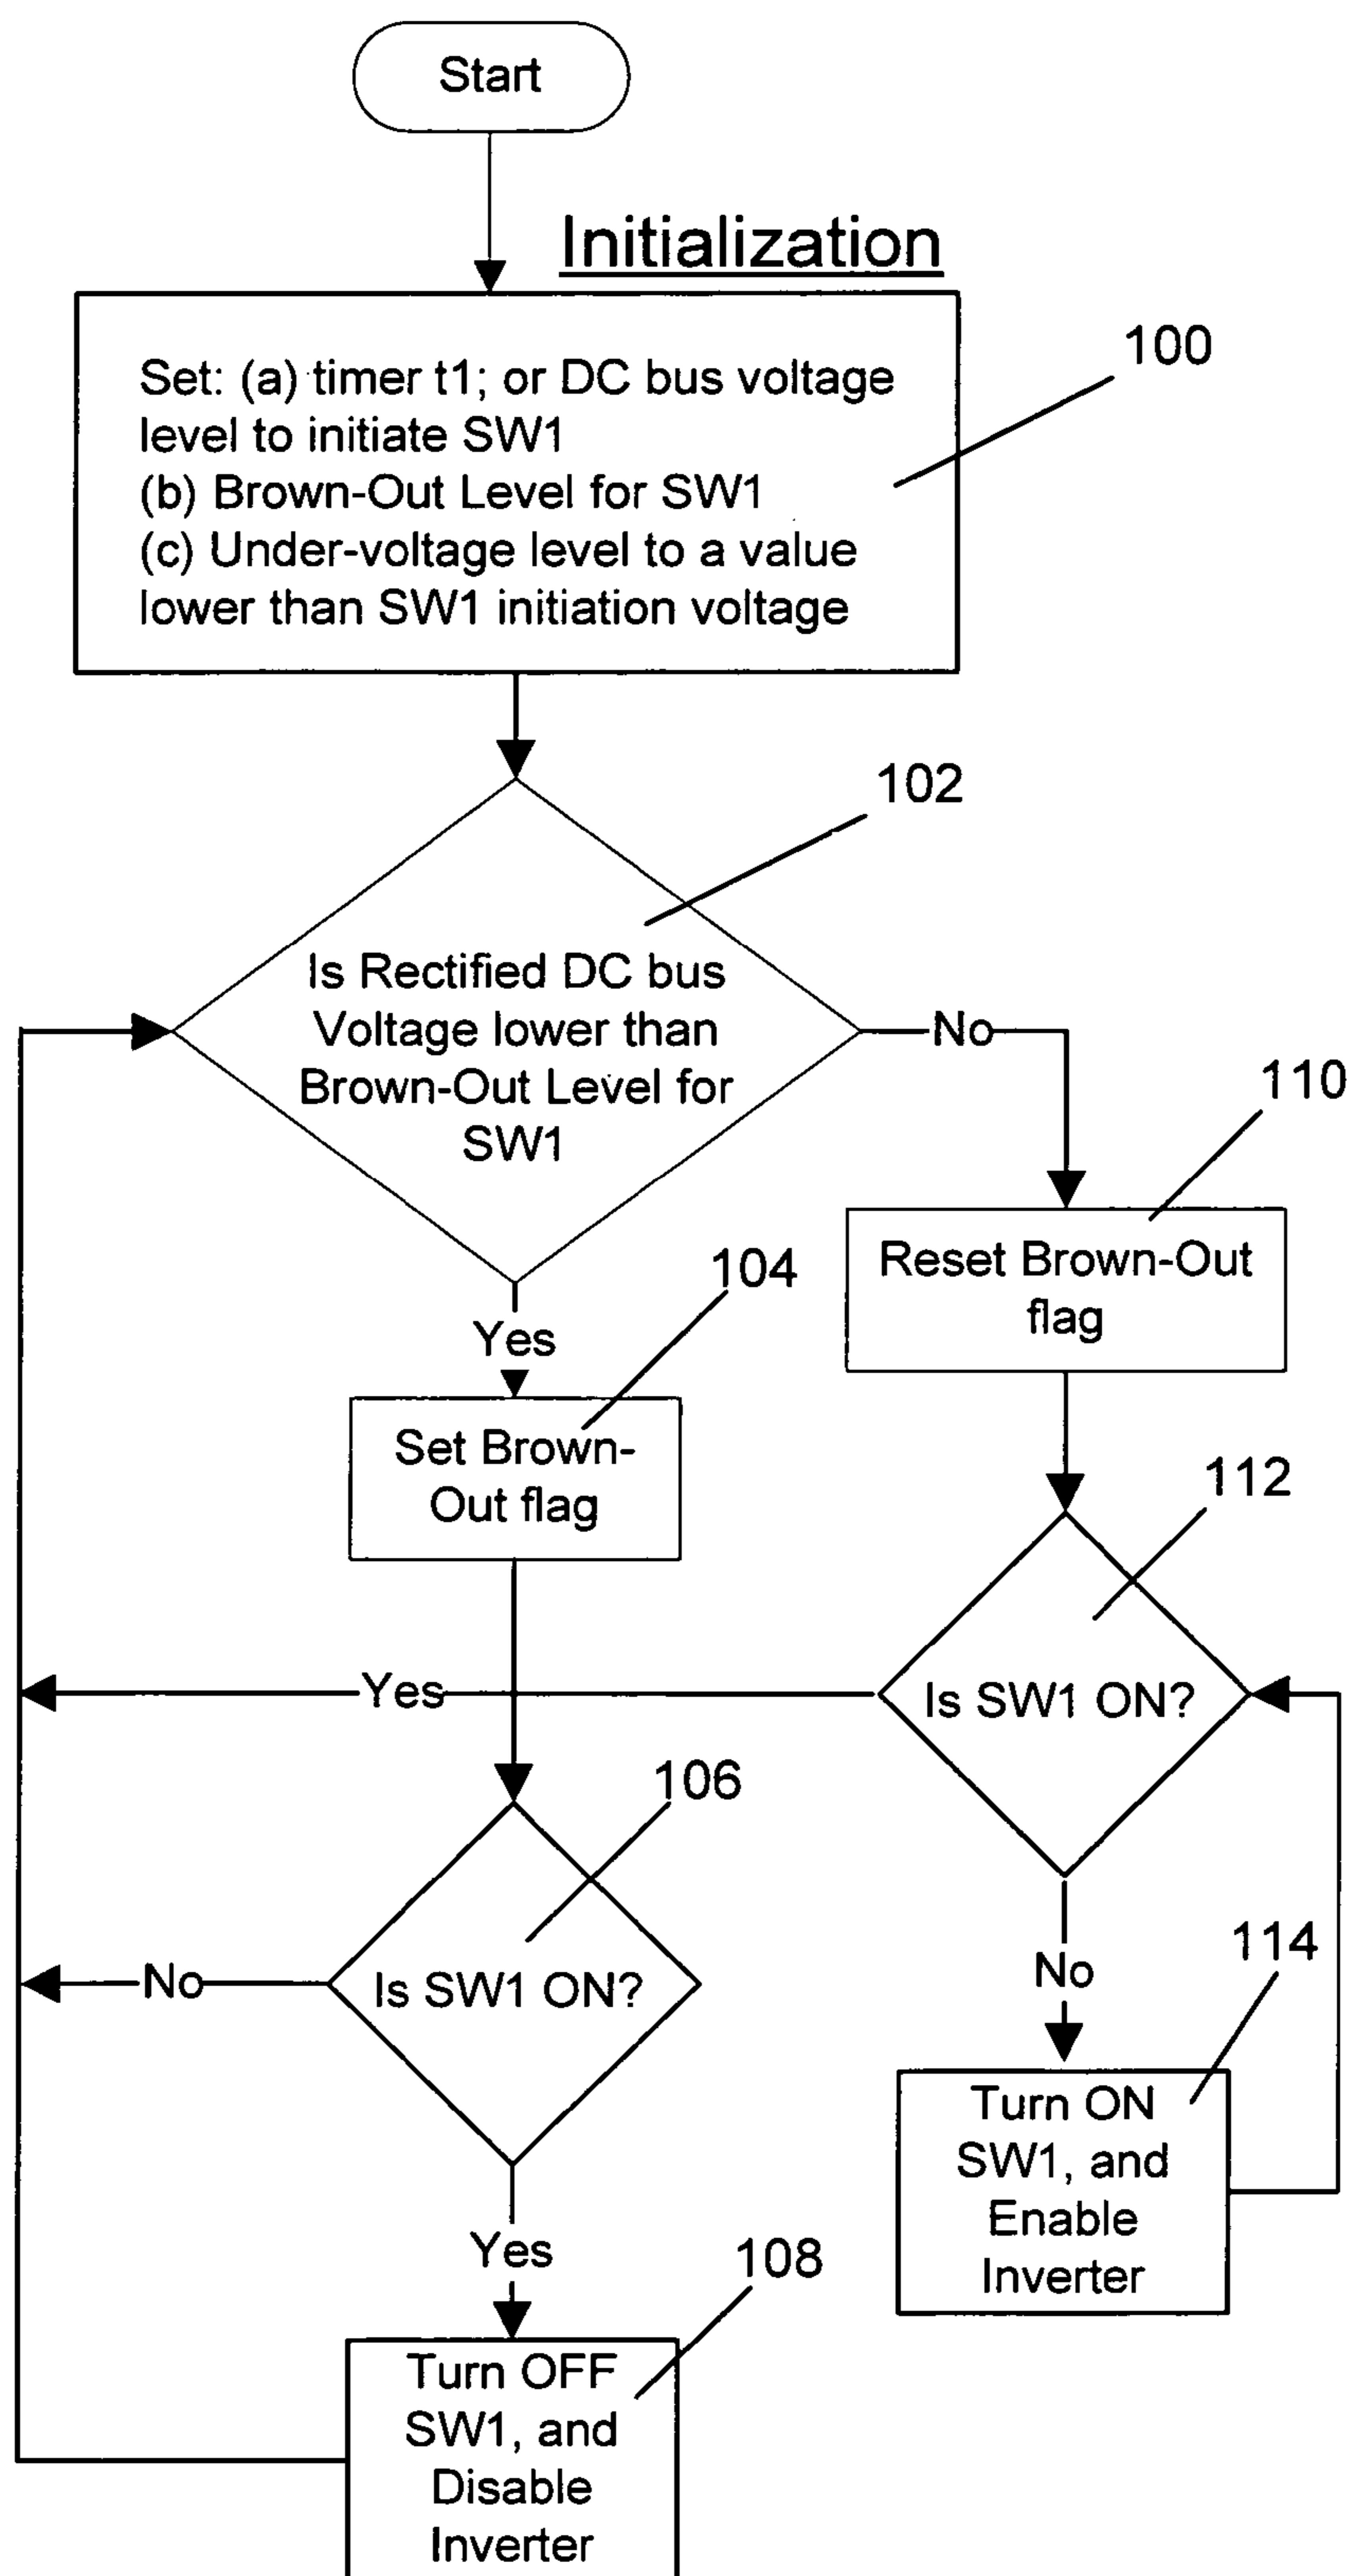 Start
Initialization
100
Set: (a) timer t1; or DC bus voltage
level to initiate SW1
(b) Brown-Out Level for SW1
(c) Under-voltage level to a value
lower than SW1 initiation voltage
102
Is Rectified DC bus
Voltage lower than
Brown-Out Level for
SW1
No
110
Reset Brown-Out
flag
104
Yes
Set Brown-
Out flag
112
Is SW1 ON?
Yes
106
Is SW1 ON?
No
No
114
Turn ON
SW1, and
Enable
Inverter
Yes
108
Turn OFF
SW1, and
Disable
Inverter